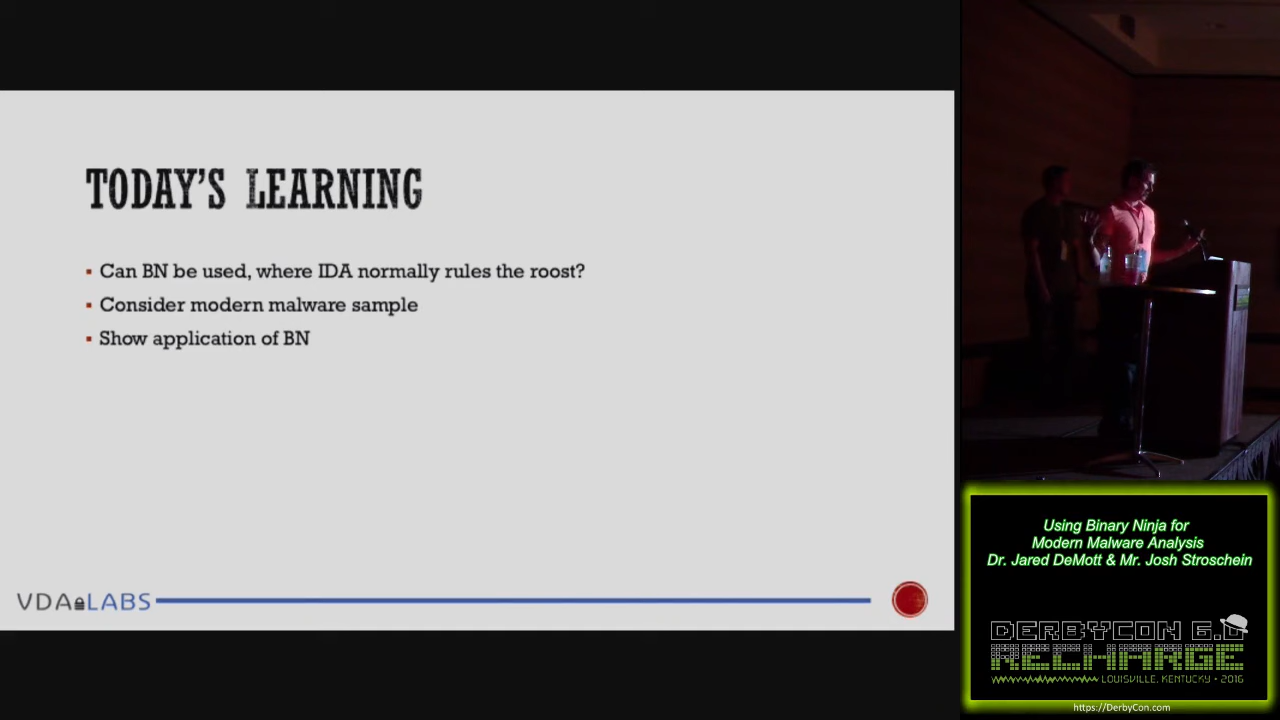 TODAY'S LEARNING
▪ Can BN be used, where IDA normally rules the roost?
▪ Consider modern malware sample
▪ Show application of BN
VDA LABS
Using Binary Ninja for
Modern Malware Analysis
Dr. Jared DeMott & Mr. Josh Stroschein
DERBYCON 6.0
RECHARGE
LOUISVILLE, KENTUCKY • 2016
https://DerbyCon.com